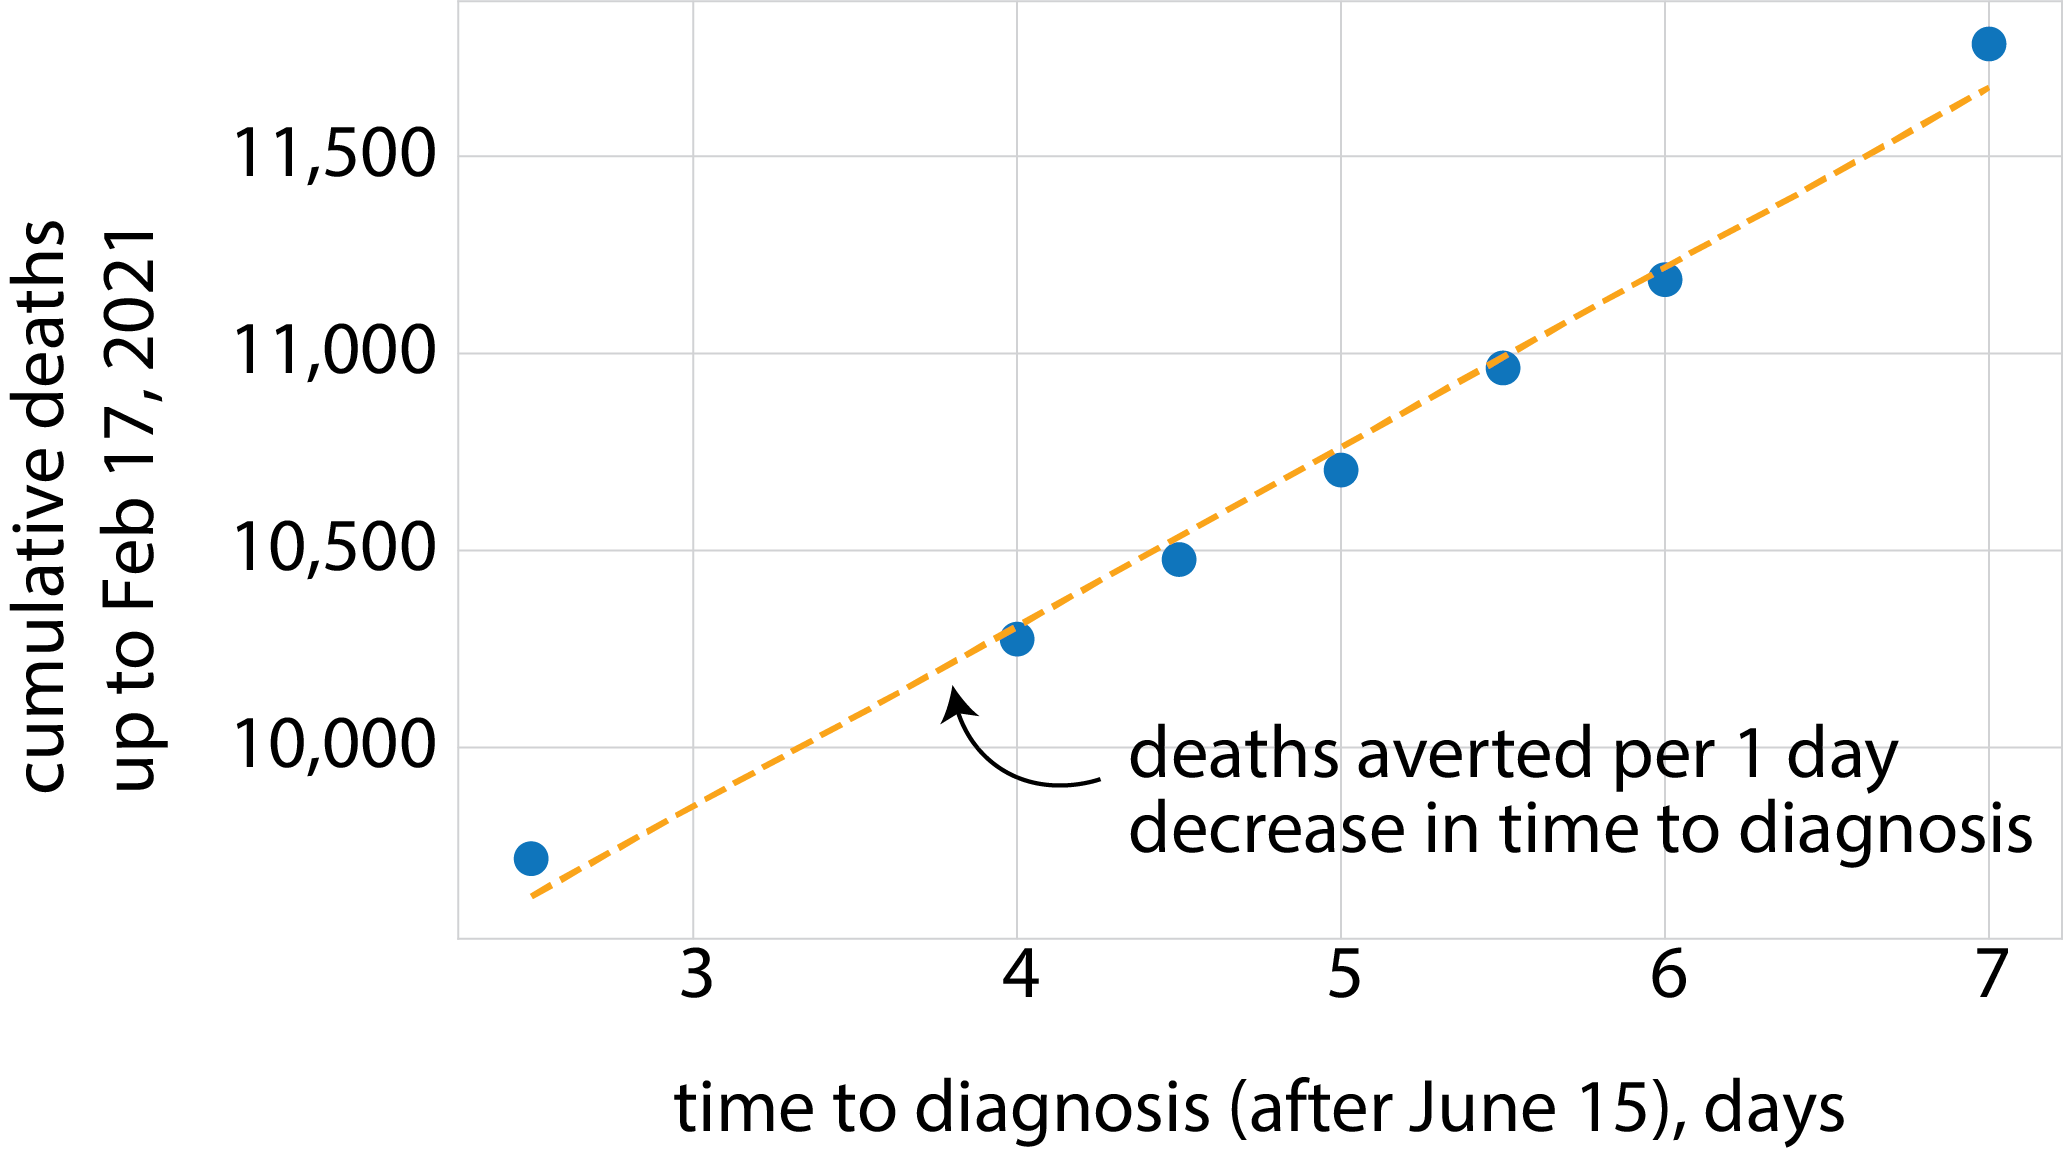 cumulative deaths
up to Feb 17, 2021
11,500
11,000
10,500
10,000
deaths averted per 1 day
decrease in time to diagnosis
3 4 5 6 7
time to diagnosis (after June 15), days